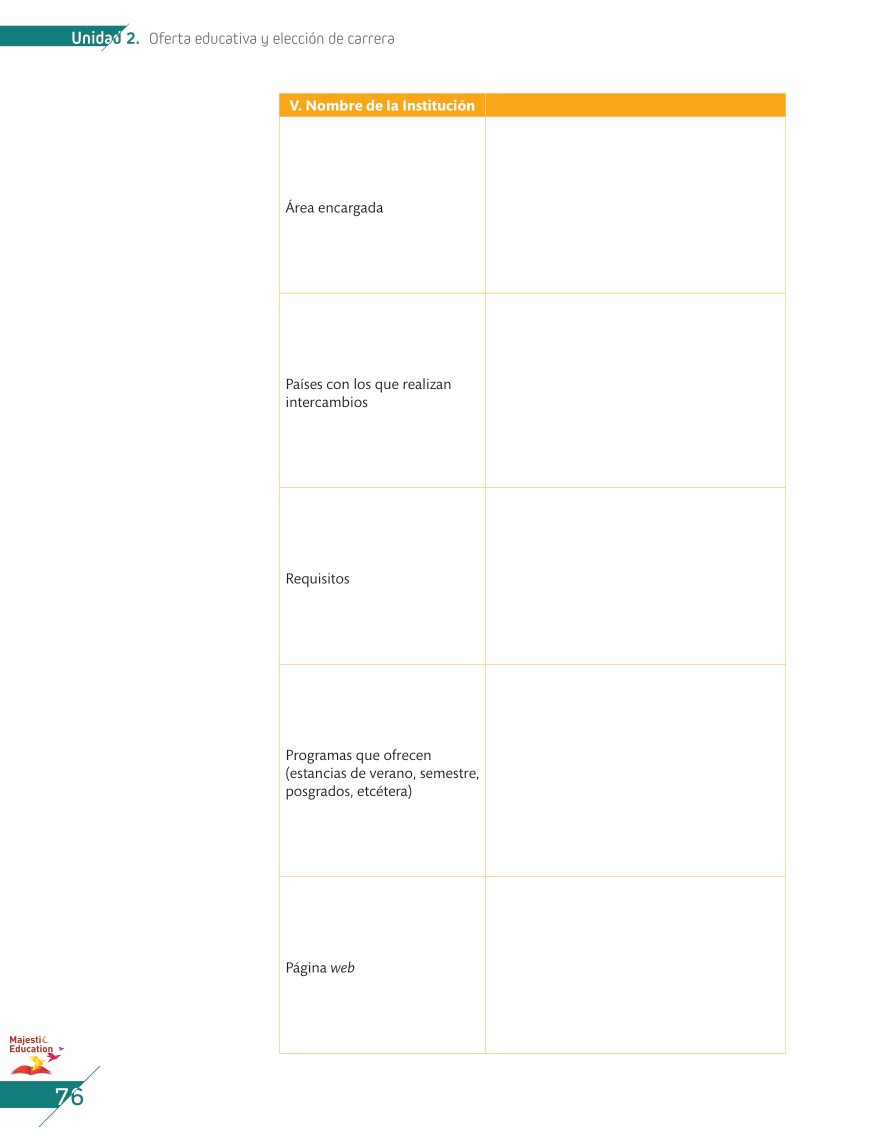 Unidad 2. Oferta educativa y elección de carrera
V. Nombre de la Institución
Área encargada
Países con los que realizan
intercambios
Requisitos
Programas que ofrecen
(estancias de verano, semestre,
posgrados, etcétera)
Página web
Majestic
Education
76